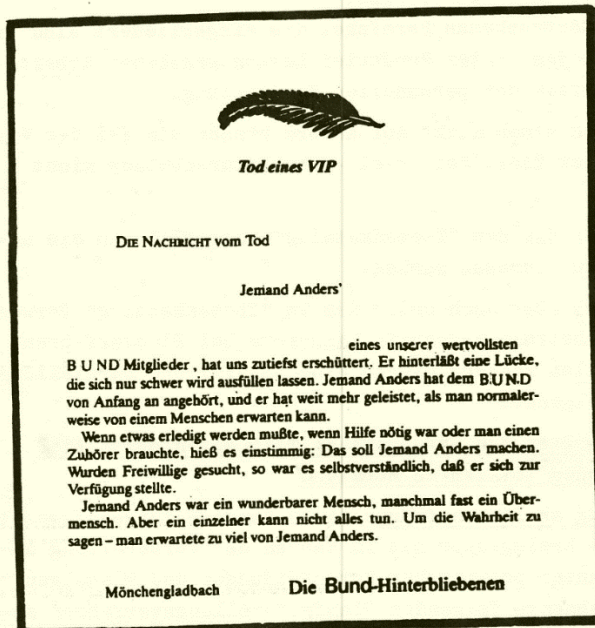 Tod eines VIP
DIE NACHRICHT vom Tod
Jemand Anders'
eines unserer wertvollsten
BUND Mitglieder, hat uns zutiefst erschüttert. Er hinterläßt eine Lücke,
die sich nur schwer wird ausfüllen lassen. Jemand Anders hat dem BUND
von Anfang an angehört, und er hat weit mehr geleistet, als man normaler-
weise von einem Menschen erwarten kann.
Wenn etwas erledigt werden mußte, wenn Hilfe nötig war oder man einen
Zuhörer brauchte, hieß es einstimmig: Das soll Jemand Anders machen.
Wurden Freiwillige gesucht, so war es selbstverständlich, daß er sich zur
Verfügung stellte.
Jemand Anders war ein wunderbarer Mensch, manchmal fast ein Über-
mensch. Aber ein einzelner kann nicht alles tun. Um die Wahrheit zu
sagen – man erwartete zu viel von Jemand Anders.
Mönchengladbach Die Bund-Hinterbliebenen